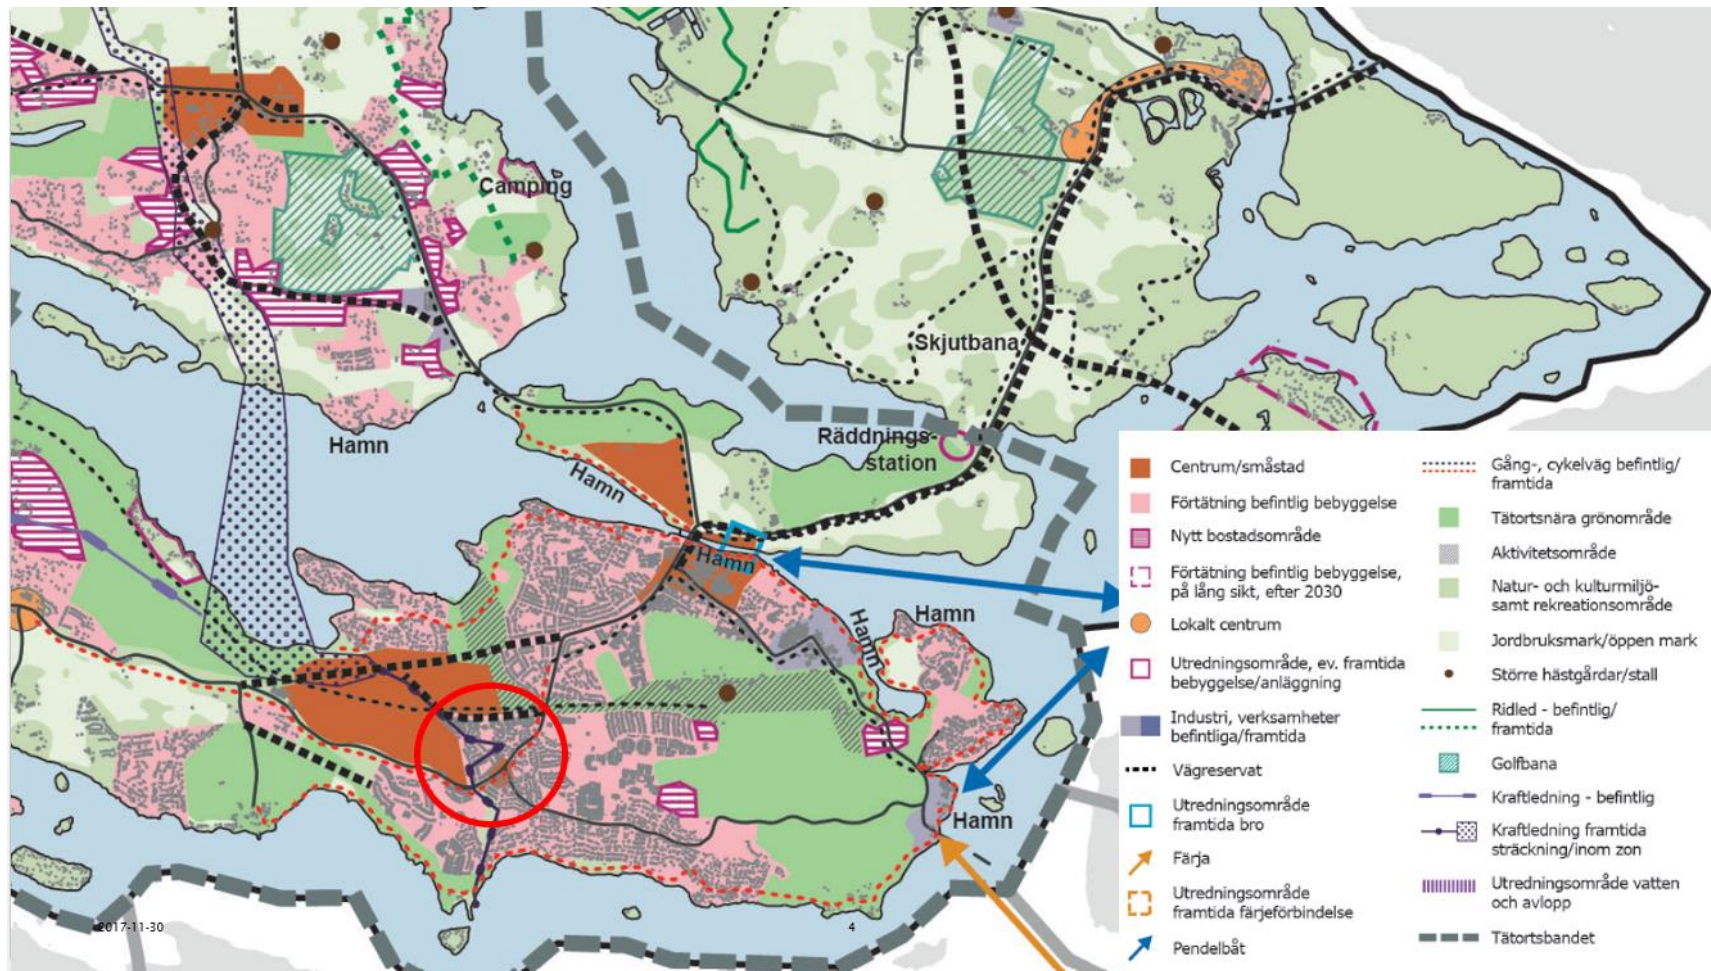 Camping
Skjutbana
Hamn
Räddnings-
station
Hamn
Hamn
Hamn
Hamn
Hamn
2017-11-30
4
Centrum/småstad
Förtätning befintlig bebyggelse
Nytt bostadsområde
Förtätning befintlig bebyggelse,
på lång sikt, efter 2030
Lokalt centrum
Utredningsområde, ev. framtida
bebyggelse/anläggning
Industri, verksamheter
befintliga/framtida
Vägreservat
Utredningsområde
framtida bro
Färja
Utredningsområde
framtida färjeförbindelse
Pendelbåt
Gång-, cykelväg befintlig/
framtida
Tätortsnära grönområde
Aktivitetsområde
Natur- och kulturmiljö-
samt rekreationsområde
Jordbruksmark/öppen mark
Större hästgårdar/stall
Ridled - befintlig/
framtida
Golfbana
Kraftledning - befintlig
Kraftledning framtida
sträckning/inom zon
Utredningsområde vatten
och avlopp
Tätortsbandet